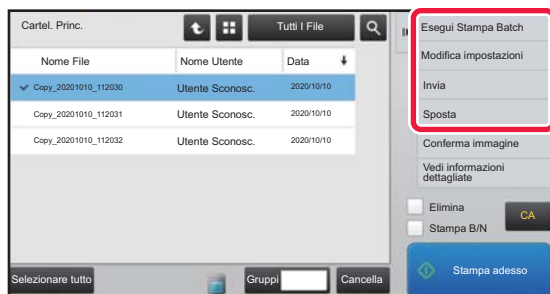 Cartel. Princ.
Tutti I File
Nome File Nome Utente Data
Copy_20201010_112030 Utente Sconosc. 2020/10/10
Copy_20201010_112031 Utente Sconosc. 2020/10/10
Copy_20201010_112032 Utente Sconosc. 2020/10/10
Selezionare tutto Gruppi Cancella
Esegui Stampa Batch
Modifica impostazioni
Invia
Sposta
Conferma immagine
Vedi informazioni
dettagliate
Elimina
Stampa B/N
CA
Stampa adesso